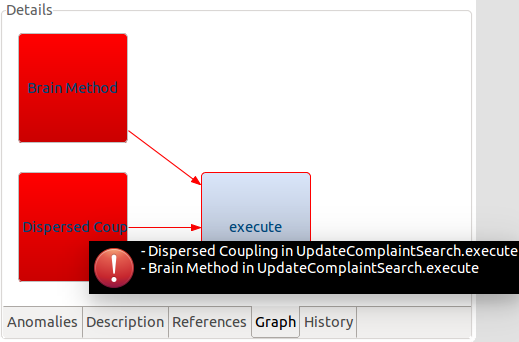 Details
Brain Method
Dispersed Coup
execute
- Dispersed Coupling in UpdateComplaintSearch.execute
- Brain Method in UpdateComplaintSearch.execute
Anomalies Description References Graph History